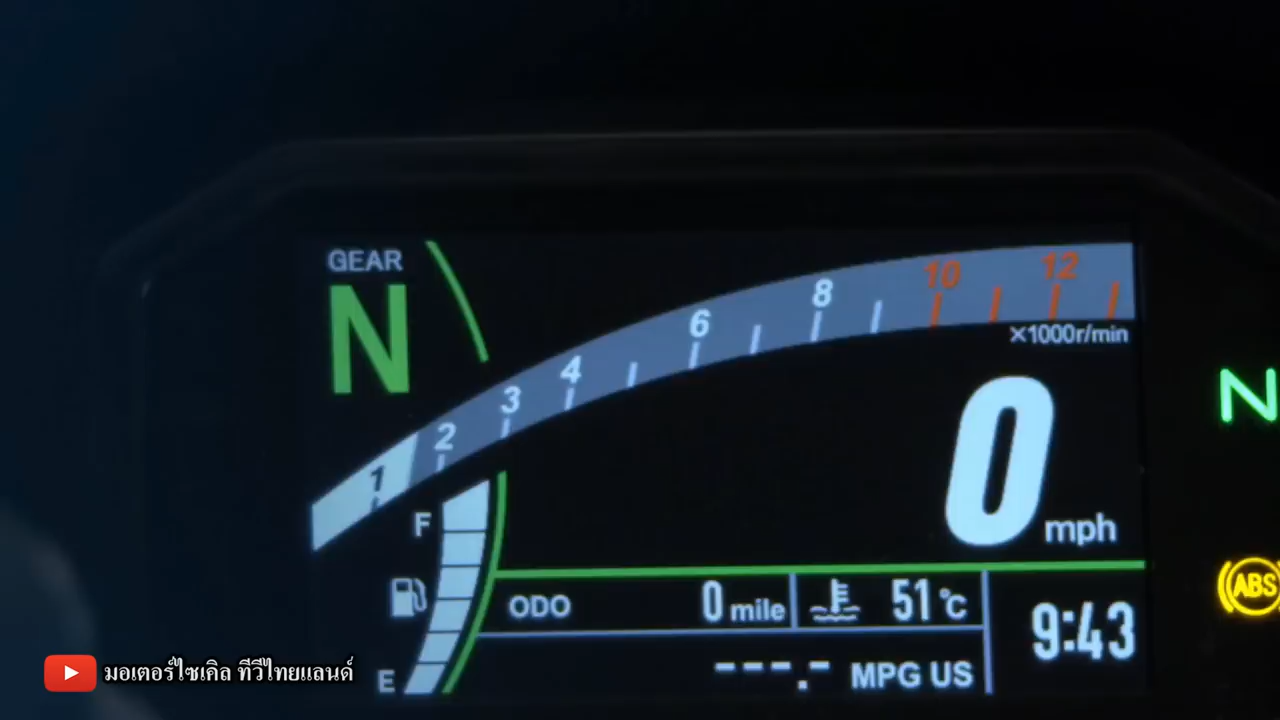 GEAR
N
1 2 3 4 6 8 10 12
×1000r/min
N
0 mph
F
E
ODO 0 mile 51 °C
9:43
---.- MPG US
ABS
มอเตอร์ไซเคิล ทีวีไทยแลนด์